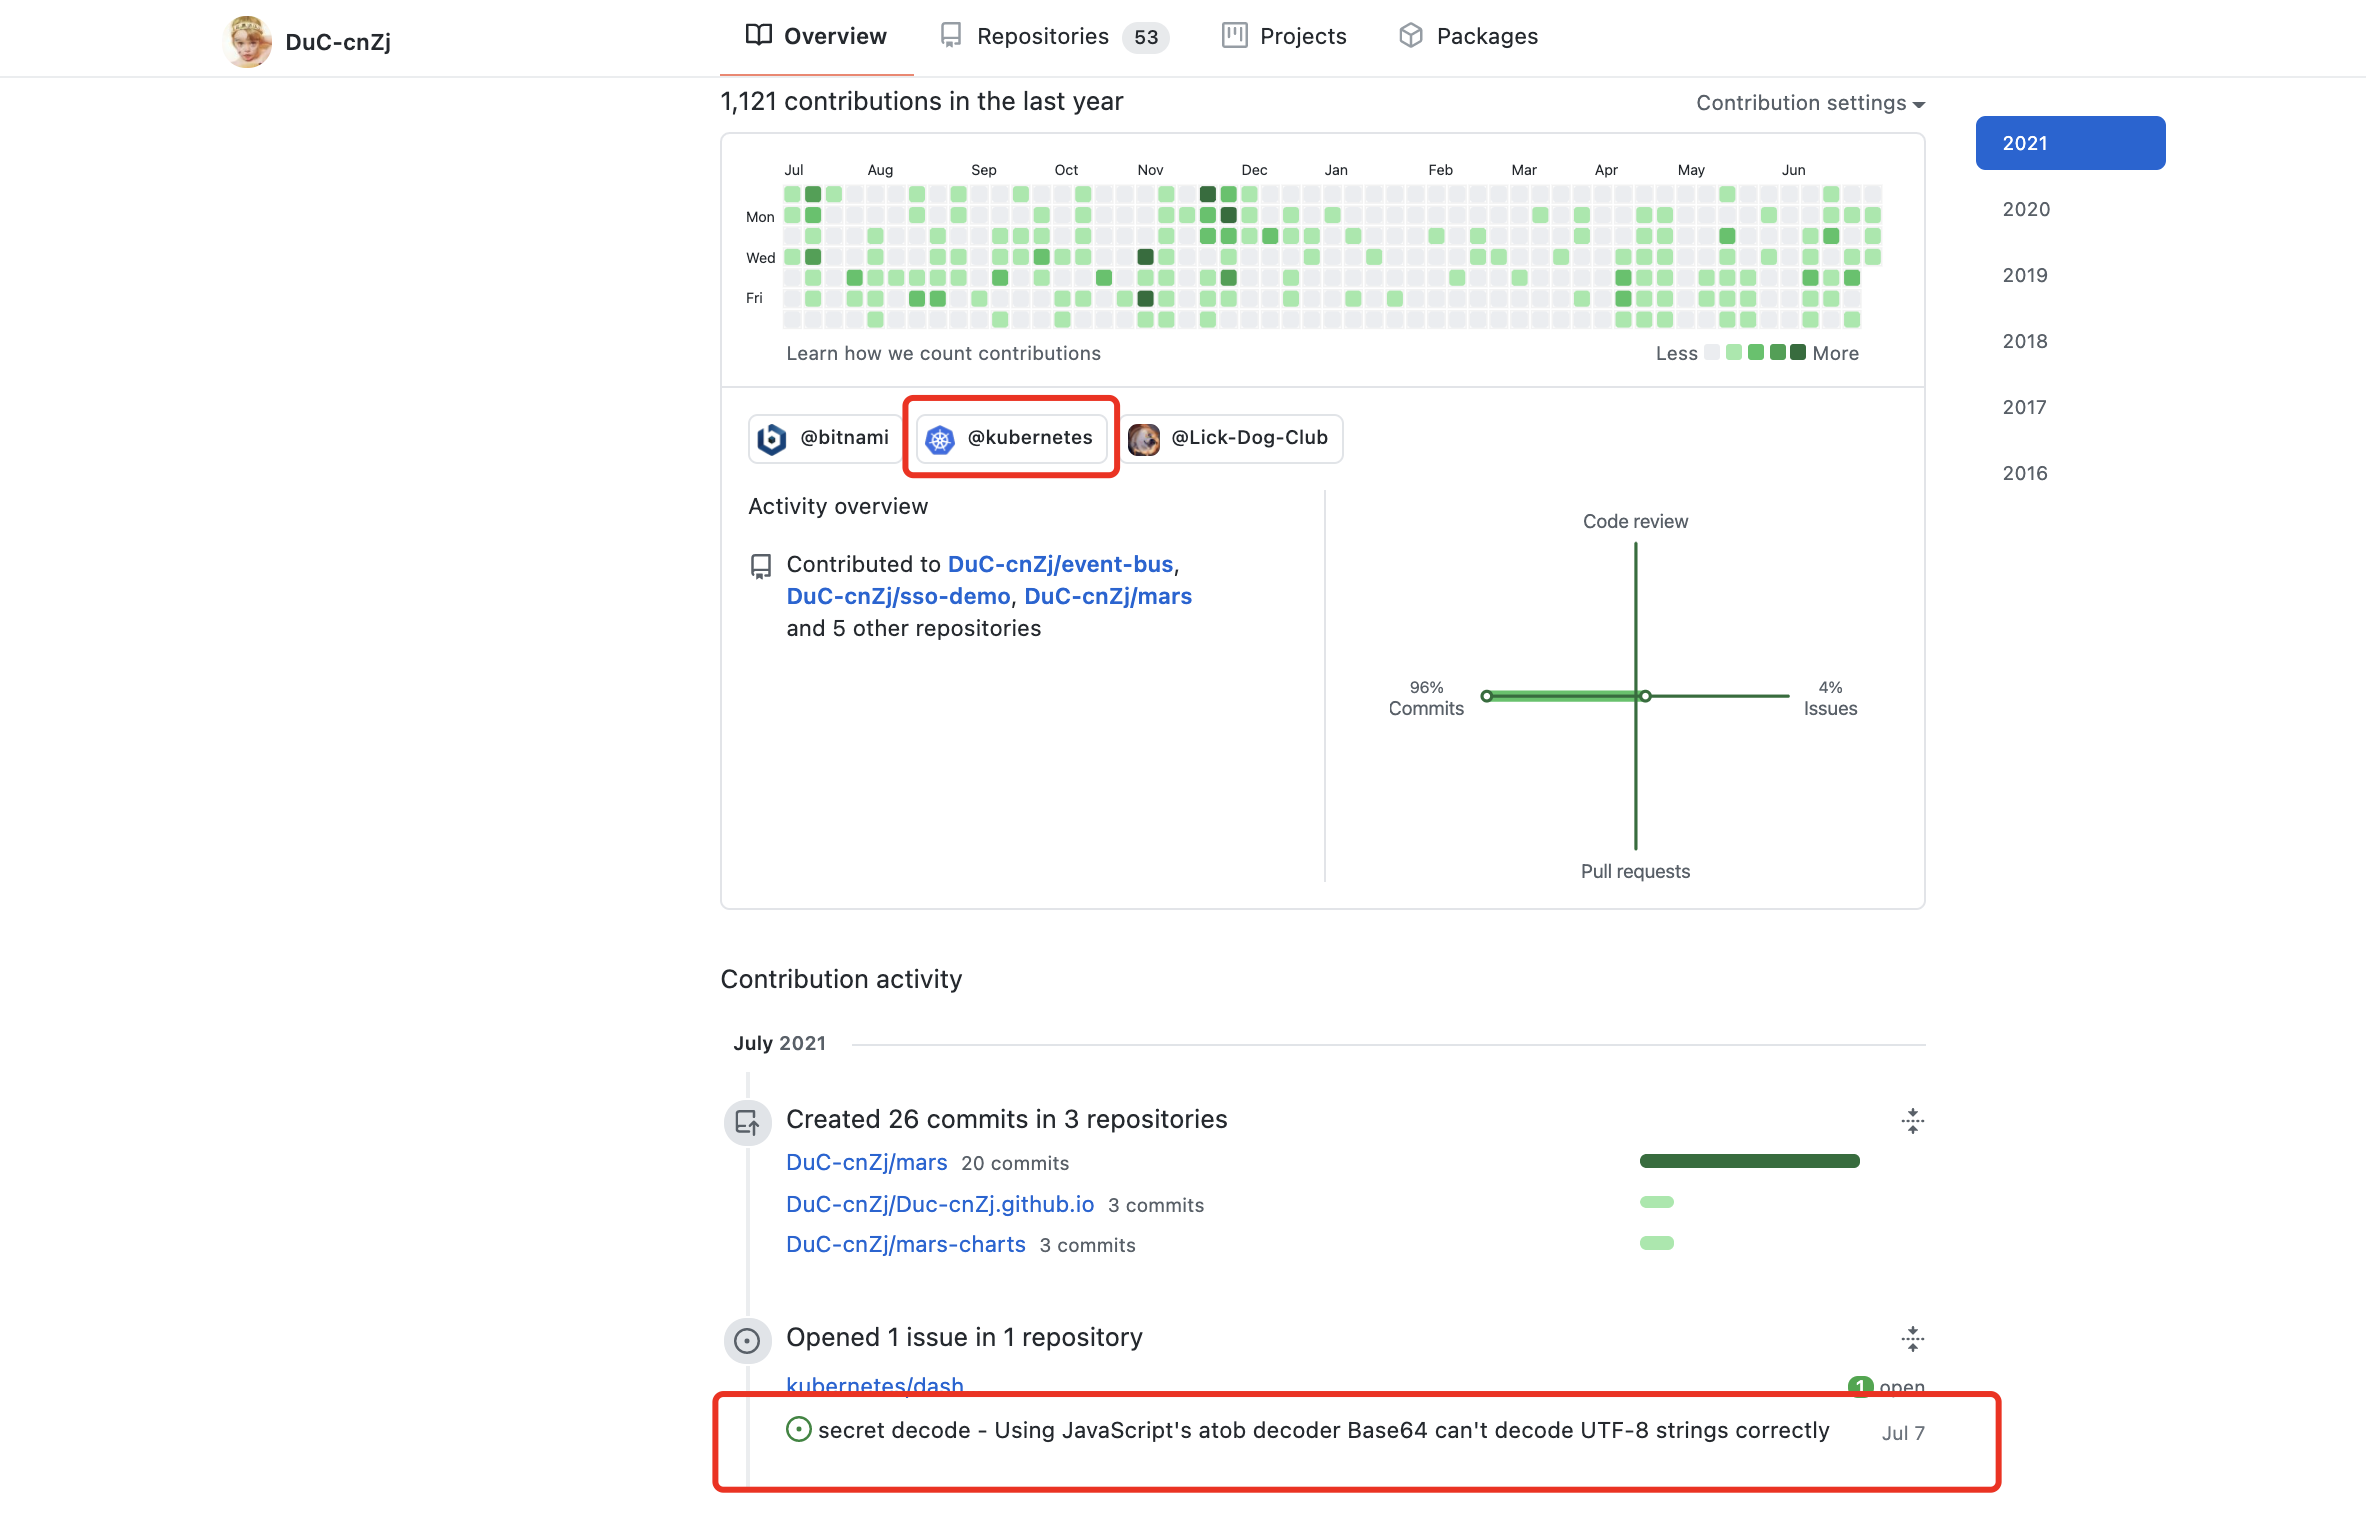 DuC-cnZj
Overview
Repositories 53
Projects
Packages
1,121 contributions in the last year
Contribution settings
2021
2020
2019
2018
2017
2016
Jul Aug Sep Oct Nov Dec Jan Feb Mar Apr May Jun
Mon
Wed
Fri
Learn how we count contributions
Less More
@bitnami
@kubernetes
@Lick-Dog-Club
Activity overview
Contributed to DuC-cnZj/event-bus,
DuC-cnZj/sso-demo, DuC-cnZj/mars
and 5 other repositories
Code review
96%
Commits
4%
Issues
Pull requests
Contribution activity
July 2021
Created 26 commits in 3 repositories
DuC-cnZj/mars 20 commits
DuC-cnZj/Duc-cnZj.github.io 3 commits
DuC-cnZj/mars-charts 3 commits
Opened 1 issue in 1 repository
kubernetes/dash 1 open
secret decode - Using JavaScript's atob decoder Base64 can't decode UTF-8 strings correctly Jul 7